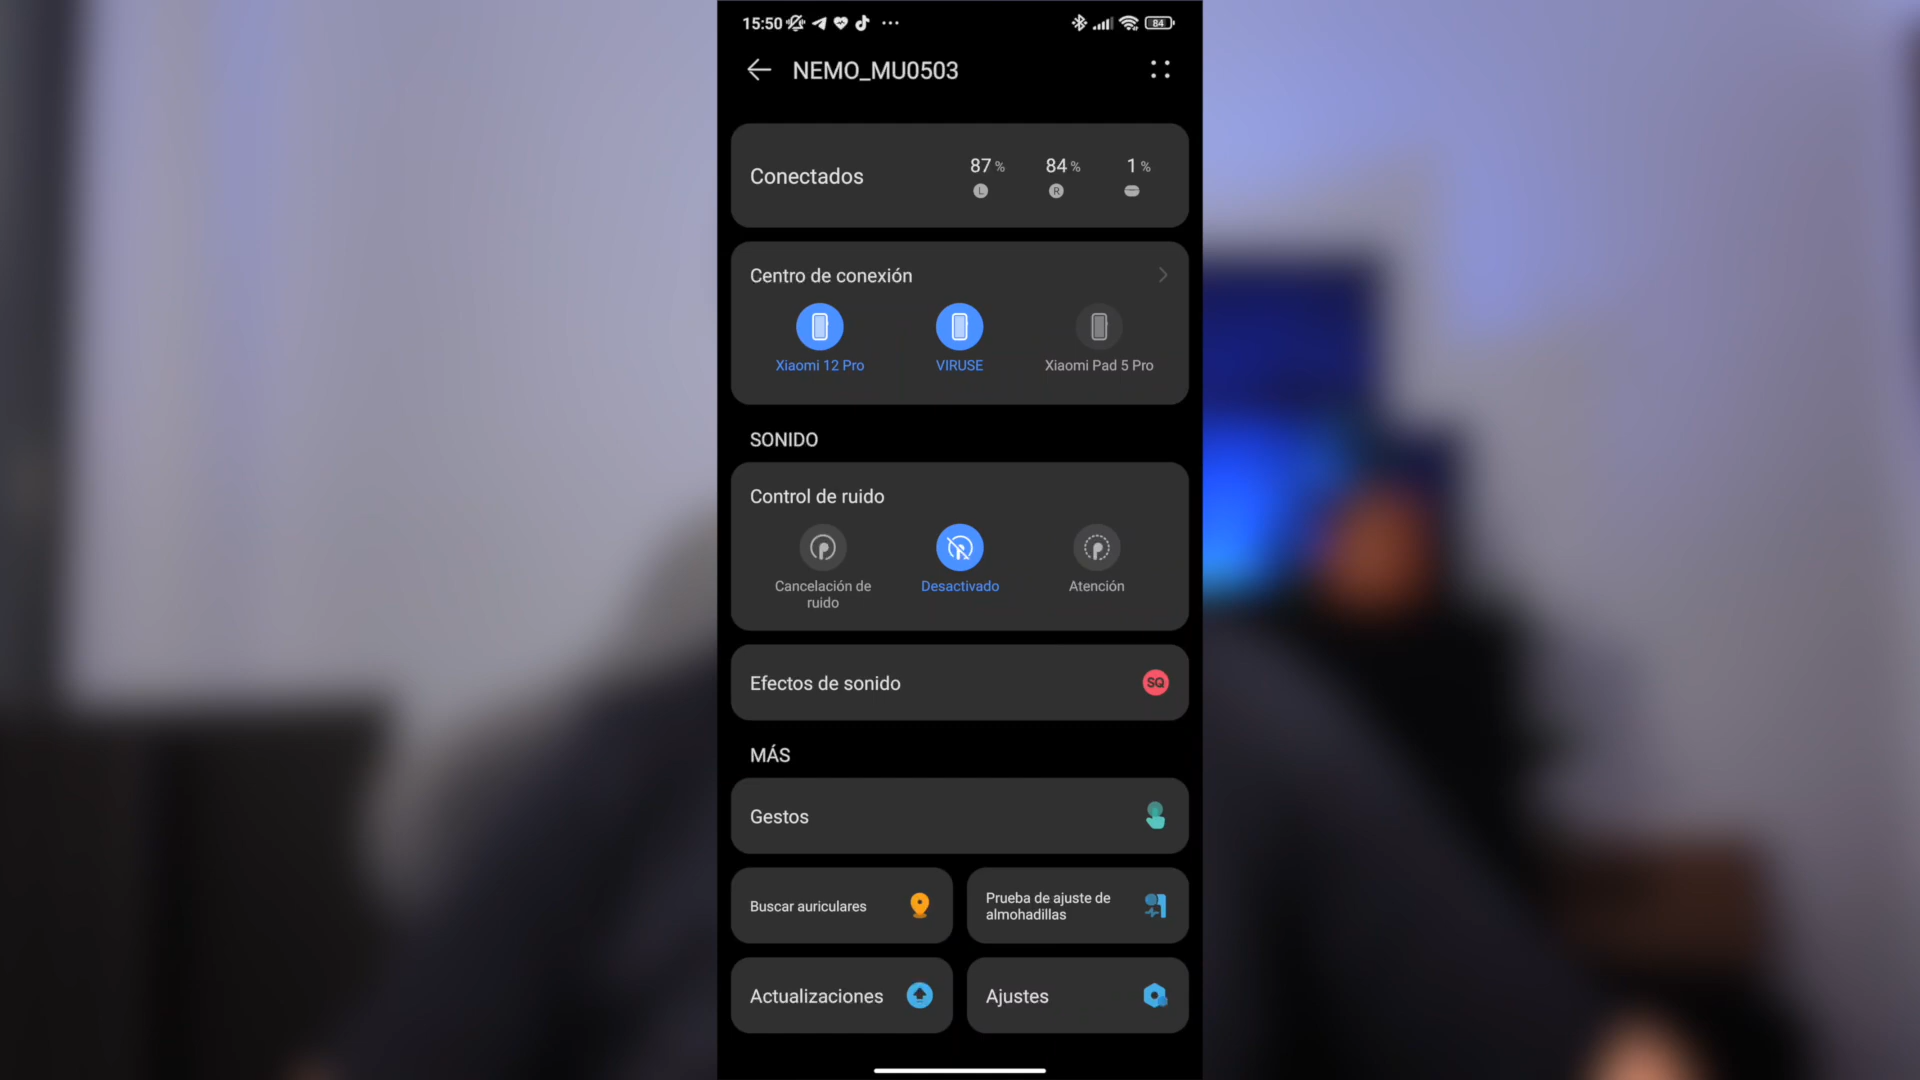 15:50
84
NEMO_MU0503
Conectados
87 %
84 %
1 %
L
R
Centro de conexión
Xiaomi 12 Pro
VIRUSE
Xiaomi Pad 5 Pro
SONIDO
Control de ruido
Cancelación de
ruido
Desactivado
Atención
Efectos de sonido
SQ
MÁS
Gestos
Buscar auriculares
Prueba de ajuste de
almohadillas
Actualizaciones
Ajustes